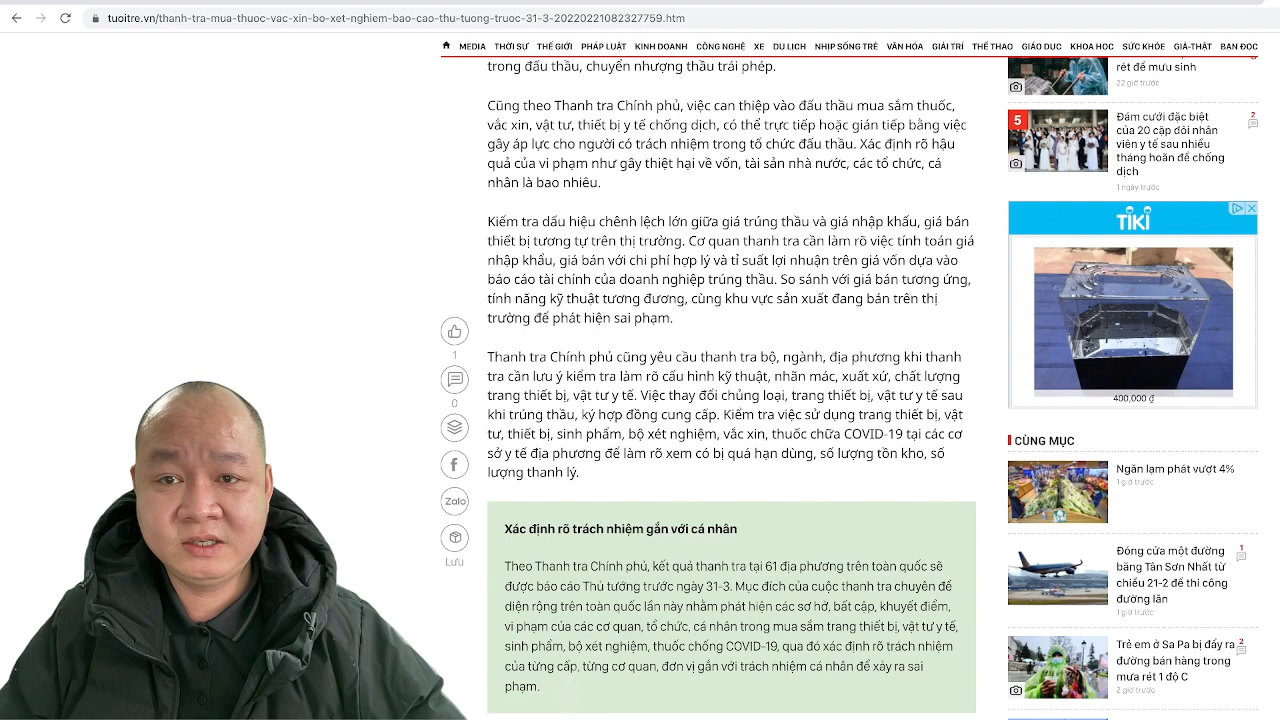 tuoitre.vn/thanh-tra-mua-thuoc-vac-xin-bo-xet-nghiem-bao-cao-thu-tuong-truoc-31-3-20220221082327759.htm
MEDIA THỜI SỰ THẾ GIỚI PHÁP LUẬT KINH DOANH CÔNG NGHỆ XE DU LỊCH NHỊP SỐNG TRẺ VĂN HÓA GIẢI TRÍ THỂ THAO GIÁO DỤC KHOA HỌC SỨC KHỎE GIẢ-THẬT BẠN ĐỌC
trong đấu thầu, chuyển nhượng thầu trái phép.
Cũng theo Thanh tra Chính phủ, việc can thiệp vào đấu thầu mua sắm thuốc,
vắc xin, vật tư, thiết bị y tế chống dịch, có thể trực tiếp hoặc gián tiếp bằng việc
gây áp lực cho người có trách nhiệm trong tổ chức đấu thầu. Xác định rõ hậu
quả của vi phạm như gây thiệt hại về vốn, tài sản nhà nước, các tổ chức, cá
nhân là bao nhiêu.
Kiểm tra dấu hiệu chênh lệch lớn giữa giá trúng thầu và giá nhập khẩu, giá bán
thiết bị tương tự trên thị trường. Cơ quan thanh tra cần làm rõ việc tính toán giá
nhập khẩu, giá bán với chi phí hợp lý và tỉ suất lợi nhuận trên giá vốn dựa vào
báo cáo tài chính của doanh nghiệp trúng thầu. So sánh với giá bán tương ứng,
tính năng kỹ thuật tương đương, cùng khu vực sản xuất đang bán trên thị
trường để phát hiện sai phạm.
Thanh tra Chính phủ cũng yêu cầu thanh tra bộ, ngành, địa phương khi thanh
tra cần lưu ý kiểm tra làm rõ cấu hình kỹ thuật, nhãn mác, xuất xứ, chất lượng
trang thiết bị, vật tư y tế. Việc thay đổi chủng loại, trang thiết bị, vật tư y tế sau
khi trúng thầu, ký hợp đồng cung cấp. Kiểm tra việc sử dụng trang thiết bị, vật
tư, thiết bị, sinh phẩm, bộ xét nghiệm, vắc xin, thuốc chữa COVID-19 tại các cơ
sở y tế địa phương để làm rõ xem có bị quá hạn dùng, số lượng tồn kho, số
lượng thanh lý.
Xác định rõ trách nhiệm gắn với cá nhân
Theo Thanh tra Chính phủ, kết quả thanh tra tại 61 địa phương trên toàn quốc sẽ
được báo cáo Thủ tướng trước ngày 31-3. Mục đích của cuộc thanh tra chuyên đề
diện rộng trên toàn quốc lần này nhằm phát hiện các sơ hở, bất cập, khuyết điểm,
vi phạm của các cơ quan, tổ chức, cá nhân trong mua sắm trang thiết bị, vật tư y tế,
sinh phẩm, bộ xét nghiệm, thuốc chống COVID-19, qua đó xác định rõ trách nhiệm
của từng cấp, từng cơ quan, đơn vị gắn với trách nhiệm cá nhân để xảy ra sai
phạm.
1
0
f
Zalo
Lưu
rét để mưu sinh
22 giờ trước
5
Đám cưới đặc biệt
của 20 cặp đôi nhân
viên y tế sau nhiều
tháng hoãn để chống
dịch
2
1 ngày trước
TIKI
400,000 ₫
CÙNG MỤC
Ngăn lạm phát vượt 4%
1 giờ trước
Đóng cửa một đường
băng Tân Sơn Nhất từ
chiều 21-2 để thi công
đường lăn
1
1 giờ trước
Trẻ em ở Sa Pa bị đẩy ra
đường bán hàng trong
mưa rét 1 độ C
2
2 giờ trước